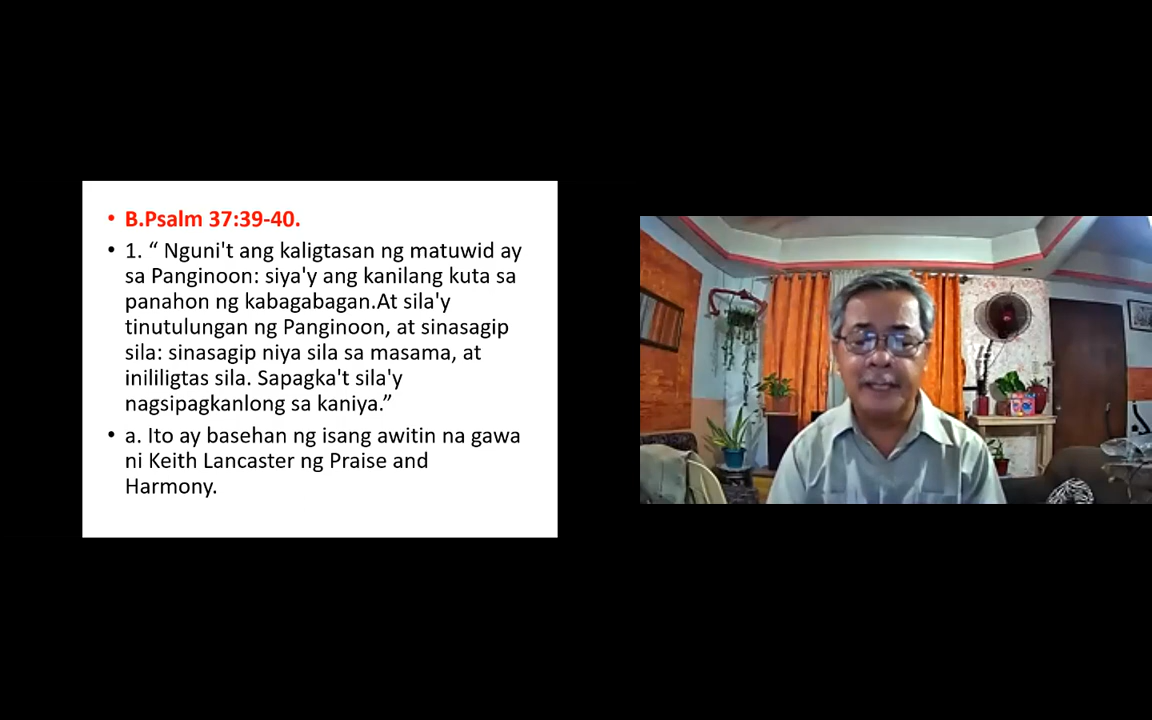 • B.Psalm 37:39-40.
• 1. “ Nguni't ang kaligtasan ng matuwid ay
sa Panginoon: siya'y ang kanilang kuta sa
panahon ng kabagabagan.At sila'y
tinutulungan ng Panginoon, at sinasagip
sila: sinasagip niya sila sa masama, at
inililigtas sila. Sapagka't sila'y
nagsipagkanlong sa kaniya.”
• a. Ito ay basehan ng isang awitin na gawa
ni Keith Lancaster ng Praise and
Harmony.